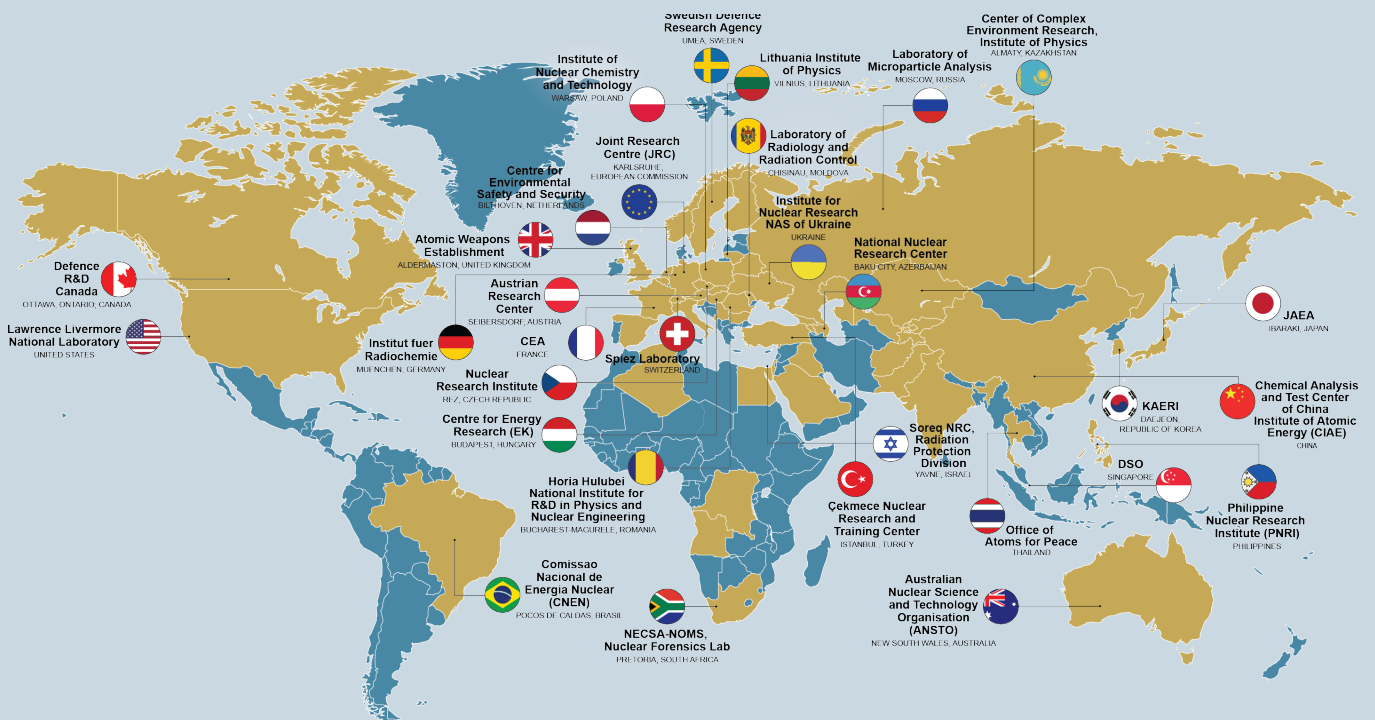 Swedish Defence
Research Agency
UMEA, SWEDEN
Center of Complex
Environment Research,
Institute of Physics
ALMATY, KAZAKHSTAN
Institute of
Nuclear Chemistry
and Technology
WARSAW, POLAND
Lithuania Institute
of Physics
VILNIUS, LITHUANIA
Laboratory of
Microparticle Analysis
MOSCOW, RUSSIA
Joint Research
Centre (JRC)
KARLSRUHE,
EUROPEAN COMMISSION
Laboratory of
Radiology and
Radiation Control
CHISINAU, MOLDOVA
Centre for
Environmental
Safety and Security
BILTHOVEN, NETHERLANDS
Institute for
Nuclear Research
NAS of Ukraine
UKRAINE
Atomic Weapons
Establishment
ALDERMASTON, UNITED KINGDOM
National Nuclear
Research Center
BAKU CITY, AZERBAIJAN
Defence
R&D
Canada
OTTAWA, ONTARIO, CANADA
Austrian
Research
Center
SEIBERSDORF, AUSTRIA
JAEA
IBARAKI, JAPAN
Lawrence Livermore
National Laboratory
UNITED STATES
Institut fuer
Radiochemie
MUENCHEN, GERMANY
CEA
FRANCE
Spiez Laboratory
SWITZERLAND
Nuclear
Research Institute
REZ, CZECH REPUBLIC
KAERI
DAEJEON
REPUBLIC OF KOREA
Chemical Analysis
and Test Center
of China
Institute of Atomic
Energy (CIAE)
CHINA
Centre for Energy
Research (EK)
BUDAPEST, HUNGARY
Soreq NRC,
Radiation
Protection
Division
YAVNE, ISRAEL
DSO
SINGAPORE
Horia Hulubei
National Institute for
R&D in Physics and
Nuclear Engineering
BUCHAREST-MAGURELE, ROMANIA
Çekmece Nuclear
Research and
Training Center
ISTANBUL, TURKEY
Office of
Atoms for Peace
THAILAND
Philippine
Nuclear Research
Institute (PNRI)
PHILIPPINES
Comissao
Nacional de
Energia Nuclear
(CNEN)
POCOS DE CALDAS, BRASIL
NECSA-NOMS,
Nuclear Forensics Lab
PRETORIA, SOUTH AFRICA
Australian
Nuclear Science
and Technology
Organisation
(ANSTO)
NEW SOUTH WALES, AUSTRALIA